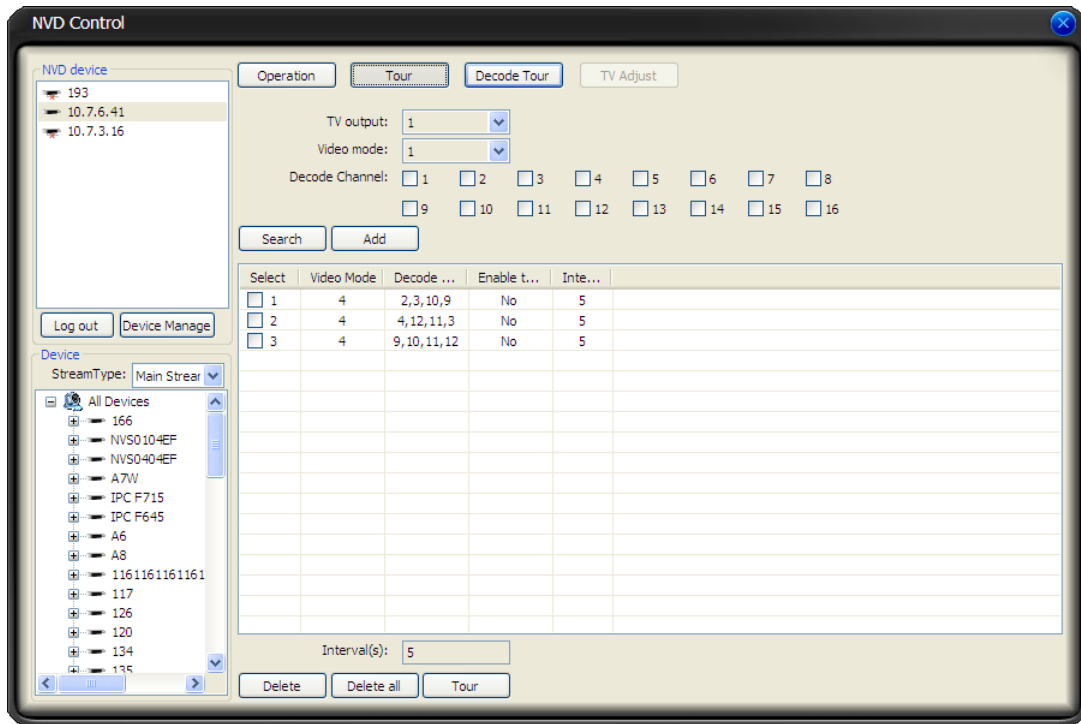 NVD Control
NVD device
193
10.7.6.41
10.7.3.16
Log out Device Manage
Device
StreamType: Main Strear
All Devices
166
NVS0104EF
NVS0404EF
A7W
IPC F715
IPC F645
A6
A8
1161161161161
117
126
120
134
135
Operation Tour Decode Tour TV Adjust
TV output: 1
Video mode: 1
Decode Channel: 1 2 3 4 5 6 7 8
9 10 11 12 13 14 15 16
Search Add
Select Video Mode Decode ... Enable t... Inte...
1 4 2,3,10,9 No 5
2 4 4,12,11,3 No 5
3 4 9,10,11,12 No 5
Interval(s): 5
Delete Delete all Tour